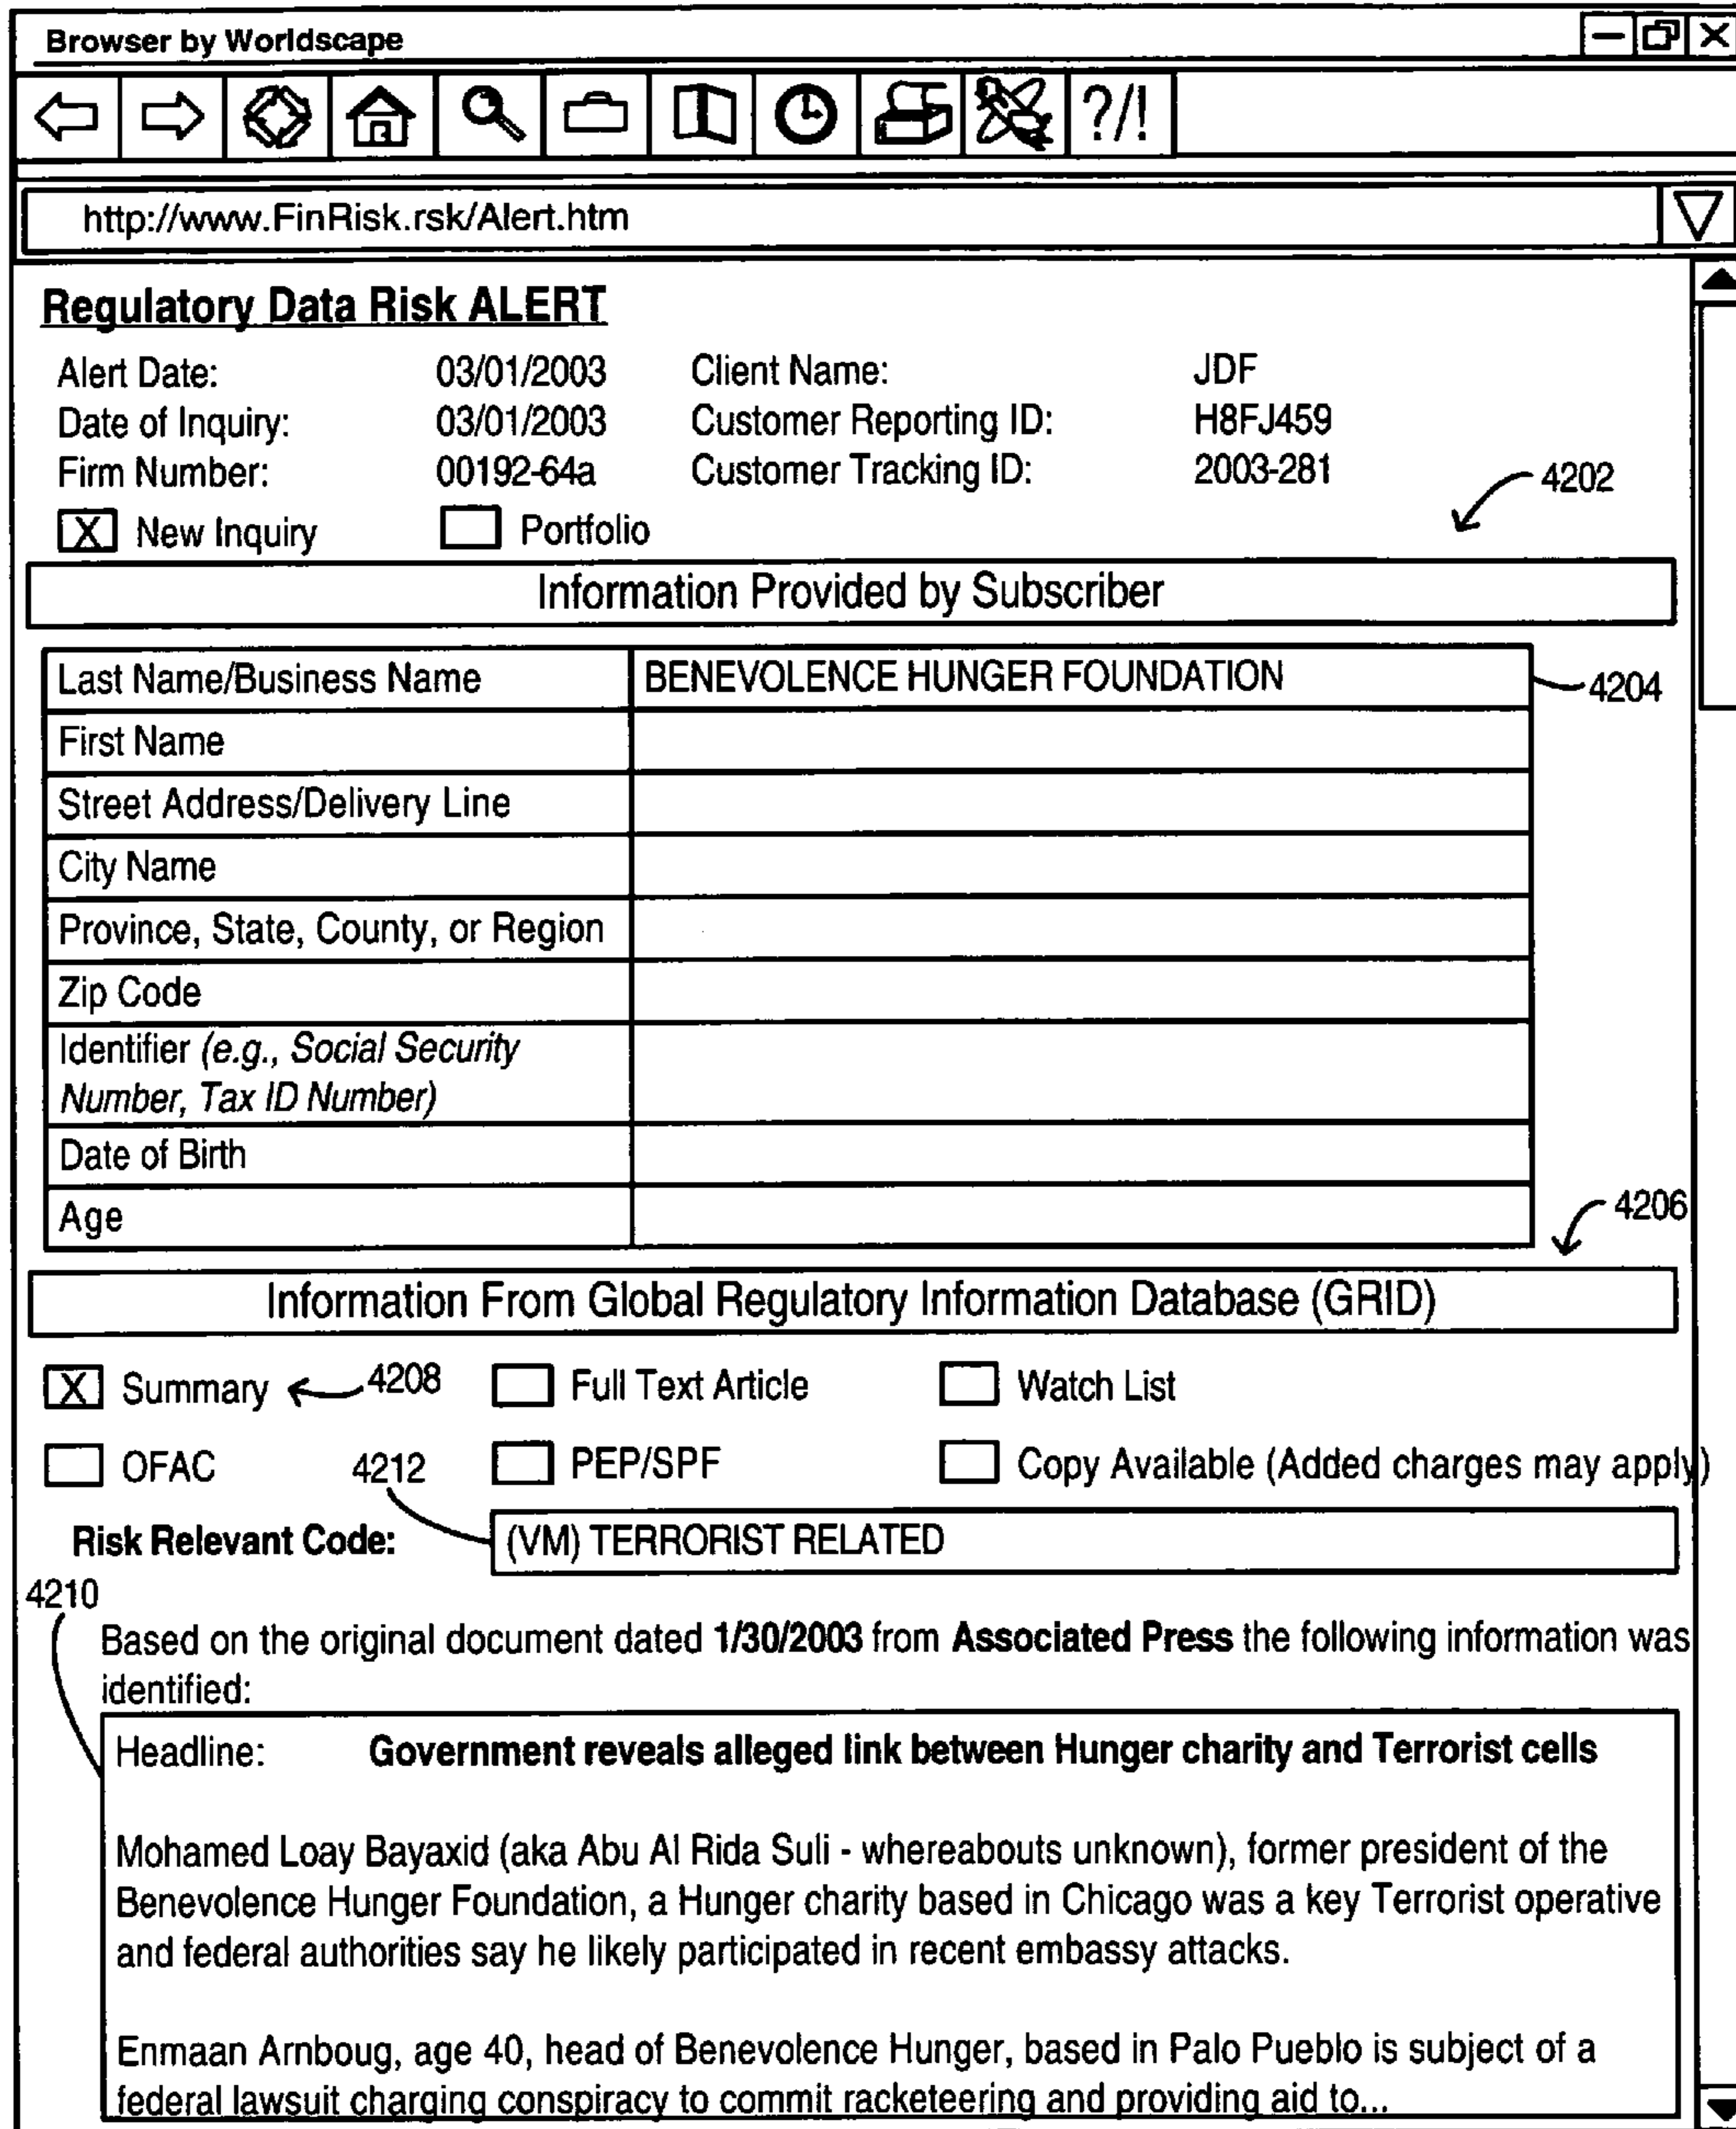 Browser by Worldscape
?/!
http://www.FinRisk.rsk/Alert.htm
Regulatory Data Risk ALERT
Alert Date: 03/01/2003 Client Name: JDF
Date of Inquiry: 03/01/2003 Customer Reporting ID: H8FJ459
Firm Number: 00192-64a Customer Tracking ID: 2003-281
4202
X New Inquiry Portfolio
Information Provided by Subscriber
Last Name/Business Name BENEVOLENCE HUNGER FOUNDATION 4204
First Name
Street Address/Delivery Line
City Name
Province, State, County, or Region
Zip Code
Identifier (e.g., Social Security
Number, Tax ID Number)
Date of Birth
Age
4206
Information From Global Regulatory Information Database (GRID)
X Summary 4208 Full Text Article Watch List
OFAC 4212 PEP/SPF Copy Available (Added charges may apply)
Risk Relevant Code: (VM) TERRORIST RELATED
4210
Based on the original document dated 1/30/2003 from Associated Press the following information was
identified:
Headline: Government reveals alleged link between Hunger charity and Terrorist cells
Mohamed Loay Bayaxid (aka Abu Al Rida Suli - whereabouts unknown), former president of the
Benevolence Hunger Foundation, a Hunger charity based in Chicago was a key Terrorist operative
and federal authorities say he likely participated in recent embassy attacks.
Enmaan Arnboug, age 40, head of Benevolence Hunger, based in Palo Pueblo is subject of a
federal lawsuit charging conspiracy to commit racketeering and providing aid to...